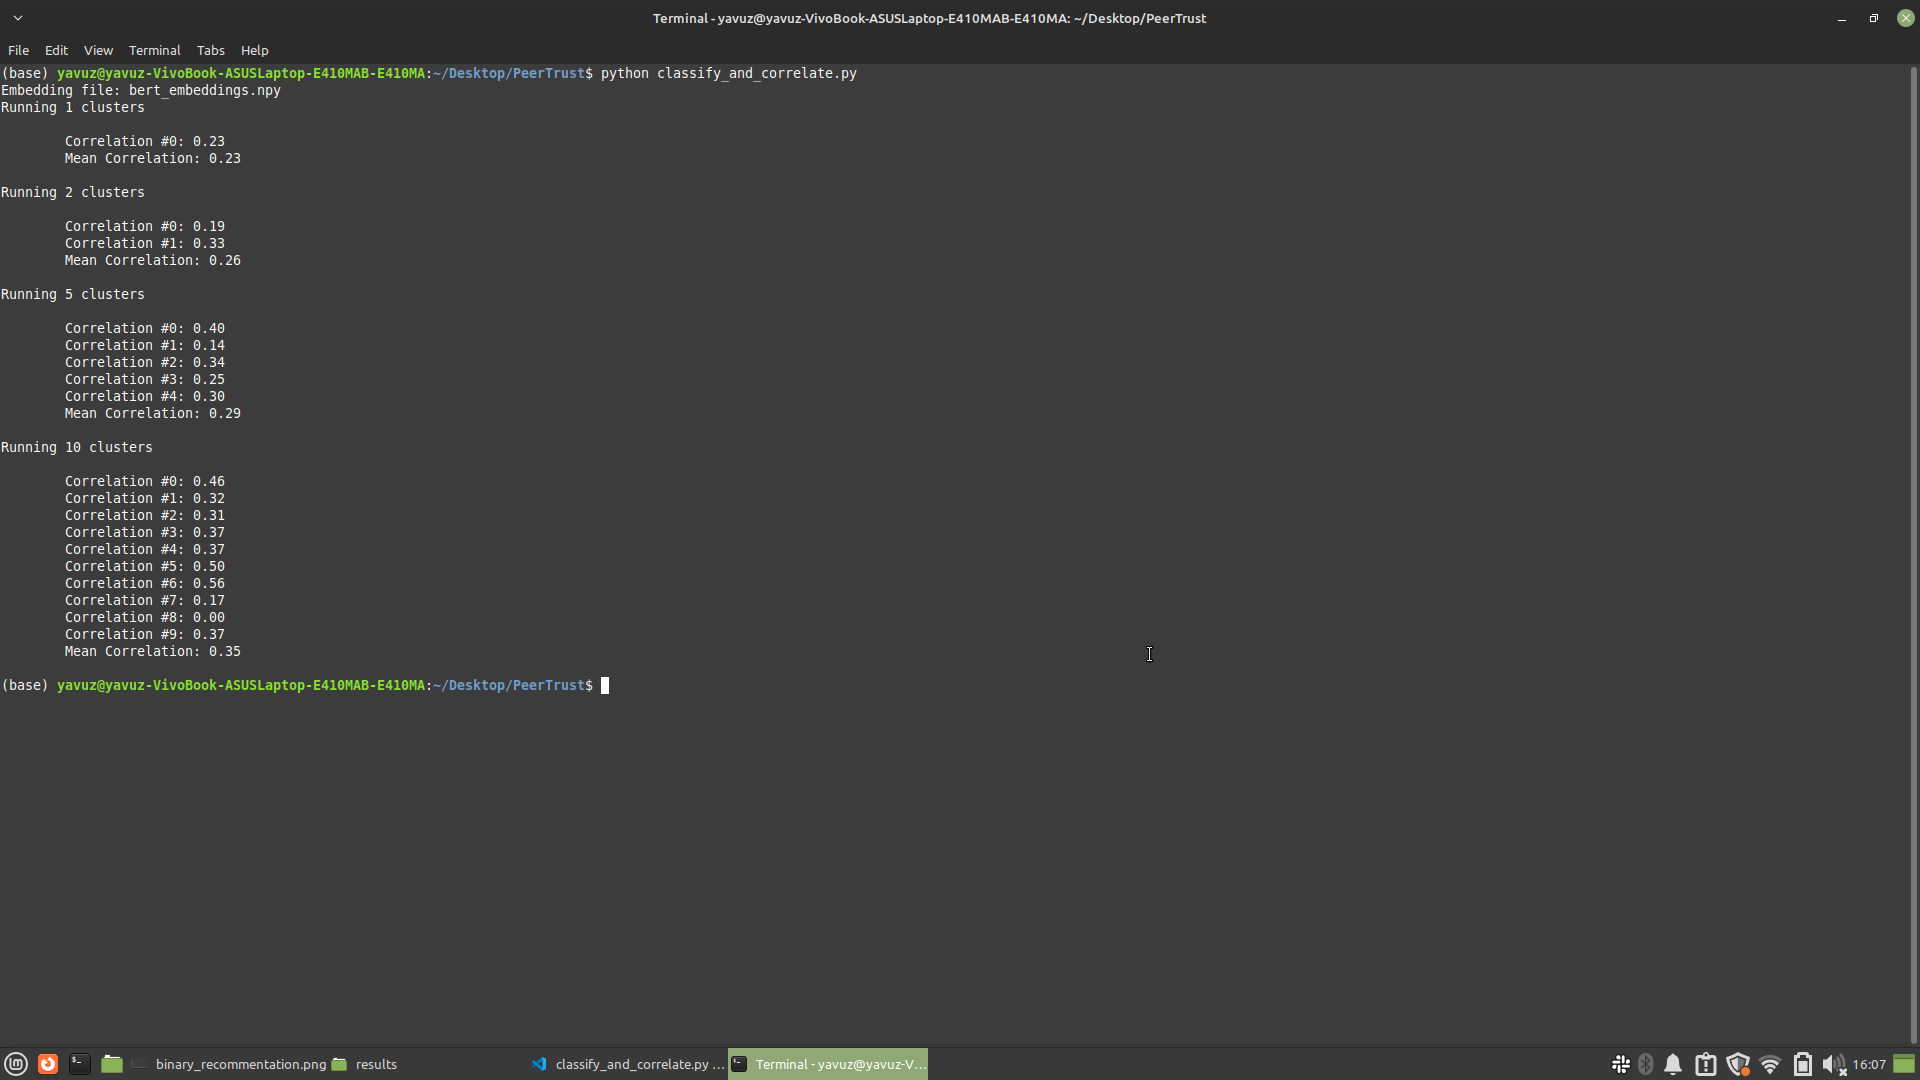 Terminal - yavuz@yavuz-VivoBook-ASUSLaptop-E410MAB-E410MA: ~/Desktop/PeerTrust
File Edit View Terminal Tabs Help
(base) yavuz@yavuz-VivoBook-ASUSLaptop-E410MAB-E410MA:~/Desktop/PeerTrust$ python classify_and_correlate.py
Embedding file: bert_embeddings.npy
Running 1 clusters
Correlation #0: 0.23
Mean Correlation: 0.23
Running 2 clusters
Correlation #0: 0.19
Correlation #1: 0.33
Mean Correlation: 0.26
Running 5 clusters
Correlation #0: 0.40
Correlation #1: 0.14
Correlation #2: 0.34
Correlation #3: 0.25
Correlation #4: 0.30
Mean Correlation: 0.29
Running 10 clusters
Correlation #0: 0.46
Correlation #1: 0.32
Correlation #2: 0.31
Correlation #3: 0.37
Correlation #4: 0.37
Correlation #5: 0.50
Correlation #6: 0.56
Correlation #7: 0.17
Correlation #8: 0.00
Correlation #9: 0.37
Mean Correlation: 0.35
(base) yavuz@yavuz-VivoBook-ASUSLaptop-E410MAB-E410MA:~/Desktop/PeerTrust$
binary_recommentation.png results classify_and_correlate.py ... Terminal - yavuz@yavuz-V... 16:07